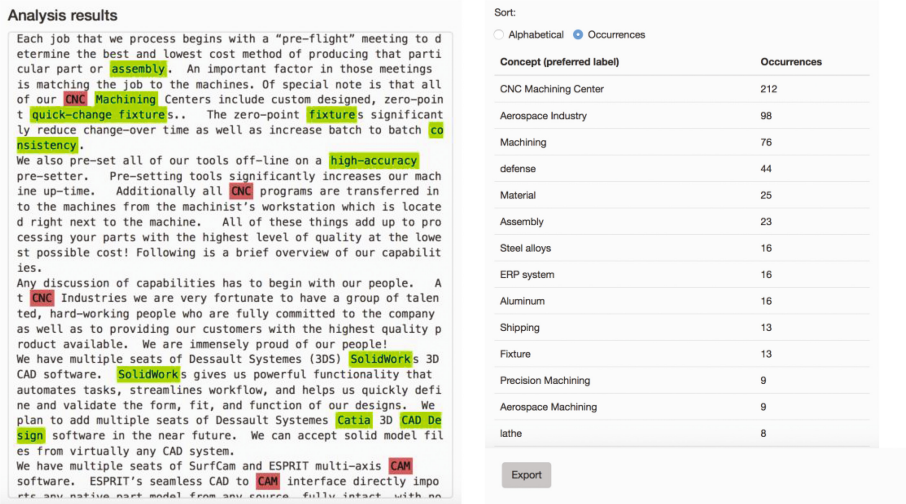 Analysis results
Each job that we process begins with a “pre-flight” meeting to d
etermine the best and lowest cost method of producing that parti
cular part or assembly.  An important factor in those meetings
is matching the job to the machines. Of special note is that all
of our CNC Machining Centers include custom designed, zero-poin
t quick-change fixtures..   The zero-point fixtures significant
ly reduce change-over time as well as increase batch to batch co
nsistency.
We also pre-set all of our tools off-line on a high-accuracy
pre-setter.   Pre-setting tools significantly increases our mach
ine up-time.   Additionally all CNC programs are transferred in
to the machines from the machinist’s workstation which is locate
d right next to the machine.   All of these things add up to pro
cessing your parts with the highest level of quality at the lowe
st possible cost! Following is a brief overview of our capabilit
ies.
Any discussion of capabilities has to begin with our people.   A
t CNC Industries we are very fortunate to have a group of talen
ted, hard-working people who are fully committed to the company
as well as to providing our customers with the highest quality p
roduct available.  We are immensely proud of our people!
We have multiple seats of Dessault Systemes (3DS) SolidWorks 3D
CAD software.  SolidWorks gives us powerful functionality that
automates tasks, streamlines workflow, and helps us quickly defi
ne and validate the form, fit, and function of our designs.  We
plan to add multiple seats of Dessault Systemes Catia 3D CAD De
sign software in the near future.  We can accept solid model fil
es from virtually any CAD system.
We have multiple seats of SurfCam and ESPRIT multi-axis CAM
software.  ESPRIT’s seamless CAD to CAM interface directly impo
rts any native part model from any source, fully intact, with no
Sort:
Alphabetical Occurrences
Concept (preferred label) Occurrences
CNC Machining Center 212
Aerospace Industry 98
Machining 76
defense 44
Material 25
Assembly 23
Steel alloys 16
ERP system 16
Aluminum 16
Shipping 13
Fixture 13
Precision Machining 9
Aerospace Machining 9
lathe 8
Export